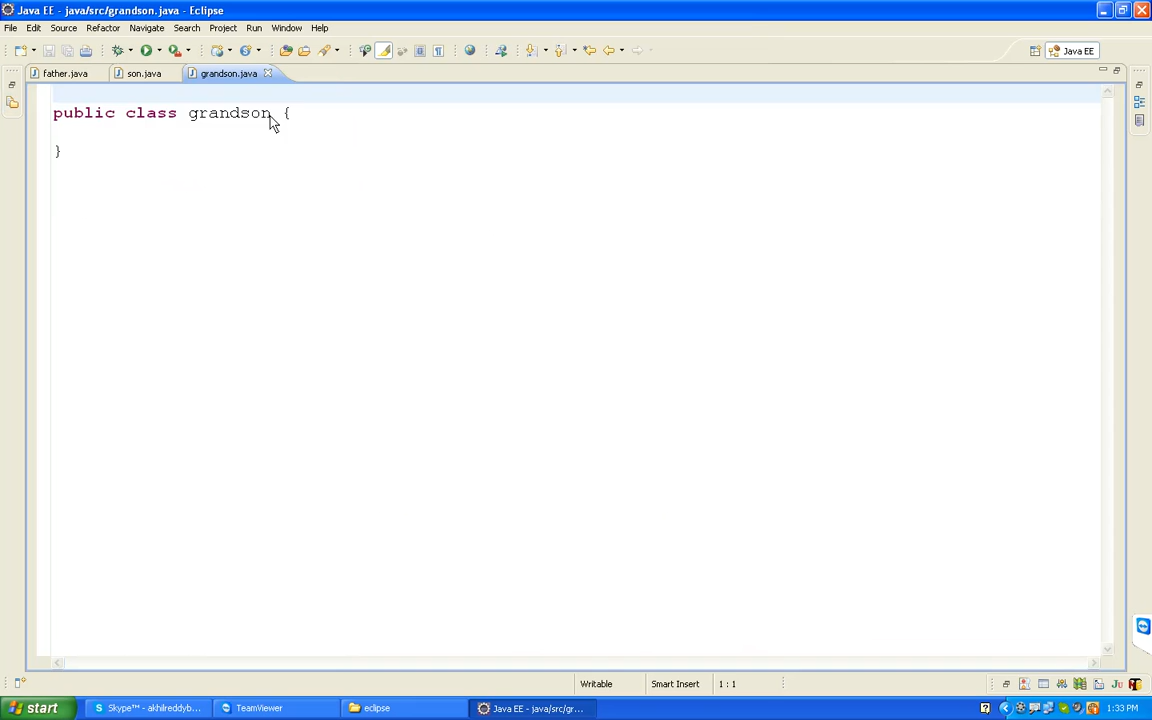 Java EE - java/src/grandson.java - Eclipse
File Edit Source Refactor Navigate Search Project Run Window Help
Java EE
father.java son.java grandson.java
public class grandson {
}
Writable Smart Insert 1 : 1
start Skype™ - akhilreddyb... TeamViewer eclipse Java EE - java/src/gr... 1:33 PM